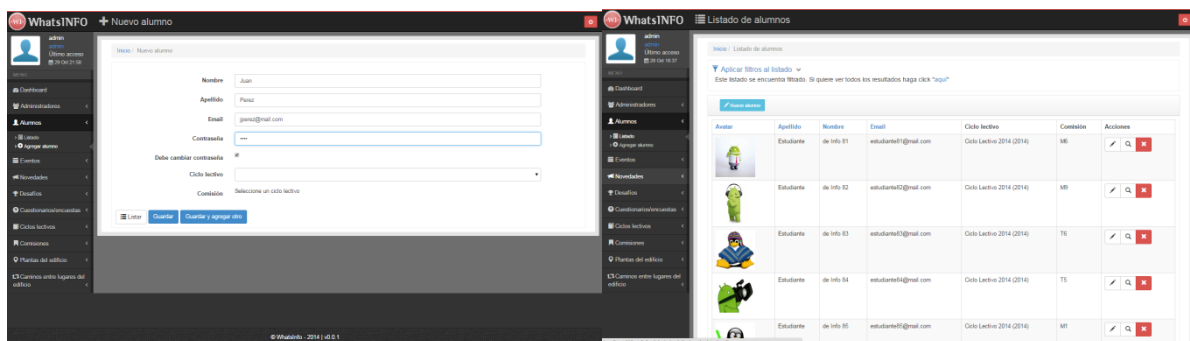 WhatsINFO
Nuevo alumno
admin
admin
Último acceso
29 Oct 21:50
MENU
Dashboard
Administradores
Alumnos
Listado
Agregar alumno
Eventos
Novedades
Desafíos
Cuestionarios/encuestas
Ciclos lectivos
Comisiones
Plantas del edificio
Caminos entre lugares del
edificio
Inicio / Nuevo alumno
Nombre Juan
Apellido Perez
Email jperez@mail.com
Contraseña ••••
Debe cambiar contraseña
Ciclo lectivo
Comisión Seleccione un ciclo lectivo
Listar Guardar Guardar y agregar otro
© WhatsInfo - 2014 | v0.0.1
WhatsINFO
Listado de alumnos
admin
admin
Último acceso
MENU
Dashboard
Administradores
Alumnos
Listado
Agregar alumno
Eventos
Novedades
Desafíos
Cuestionarios/encuestas
Ciclos lectivos
Comisiones
Plantas del edificio
Caminos entre lugares del
edificio
Inicio / Listado de alumnos
Aplicar filtros al listado
Este listado se encuentra filtrado. Si quiere ver todos los resultados haga click "aquí"
Nuevo alumno
Avatar Apellido Nombre Email Ciclo lectivo Comisión Acciones
Estudiante de Info 81 estudiante81@mail.com Ciclo Lectivo 2014 (2014) M6
Estudiante de Info 82 estudiante82@mail.com Ciclo Lectivo 2014 (2014) M9
Estudiante de Info 83 estudiante83@mail.com Ciclo Lectivo 2014 (2014) T6
Estudiante de Info 84 estudiante84@mail.com Ciclo Lectivo 2014 (2014) T5
Estudiante de Info 85 estudiante85@mail.com Ciclo Lectivo 2014 (2014) M1